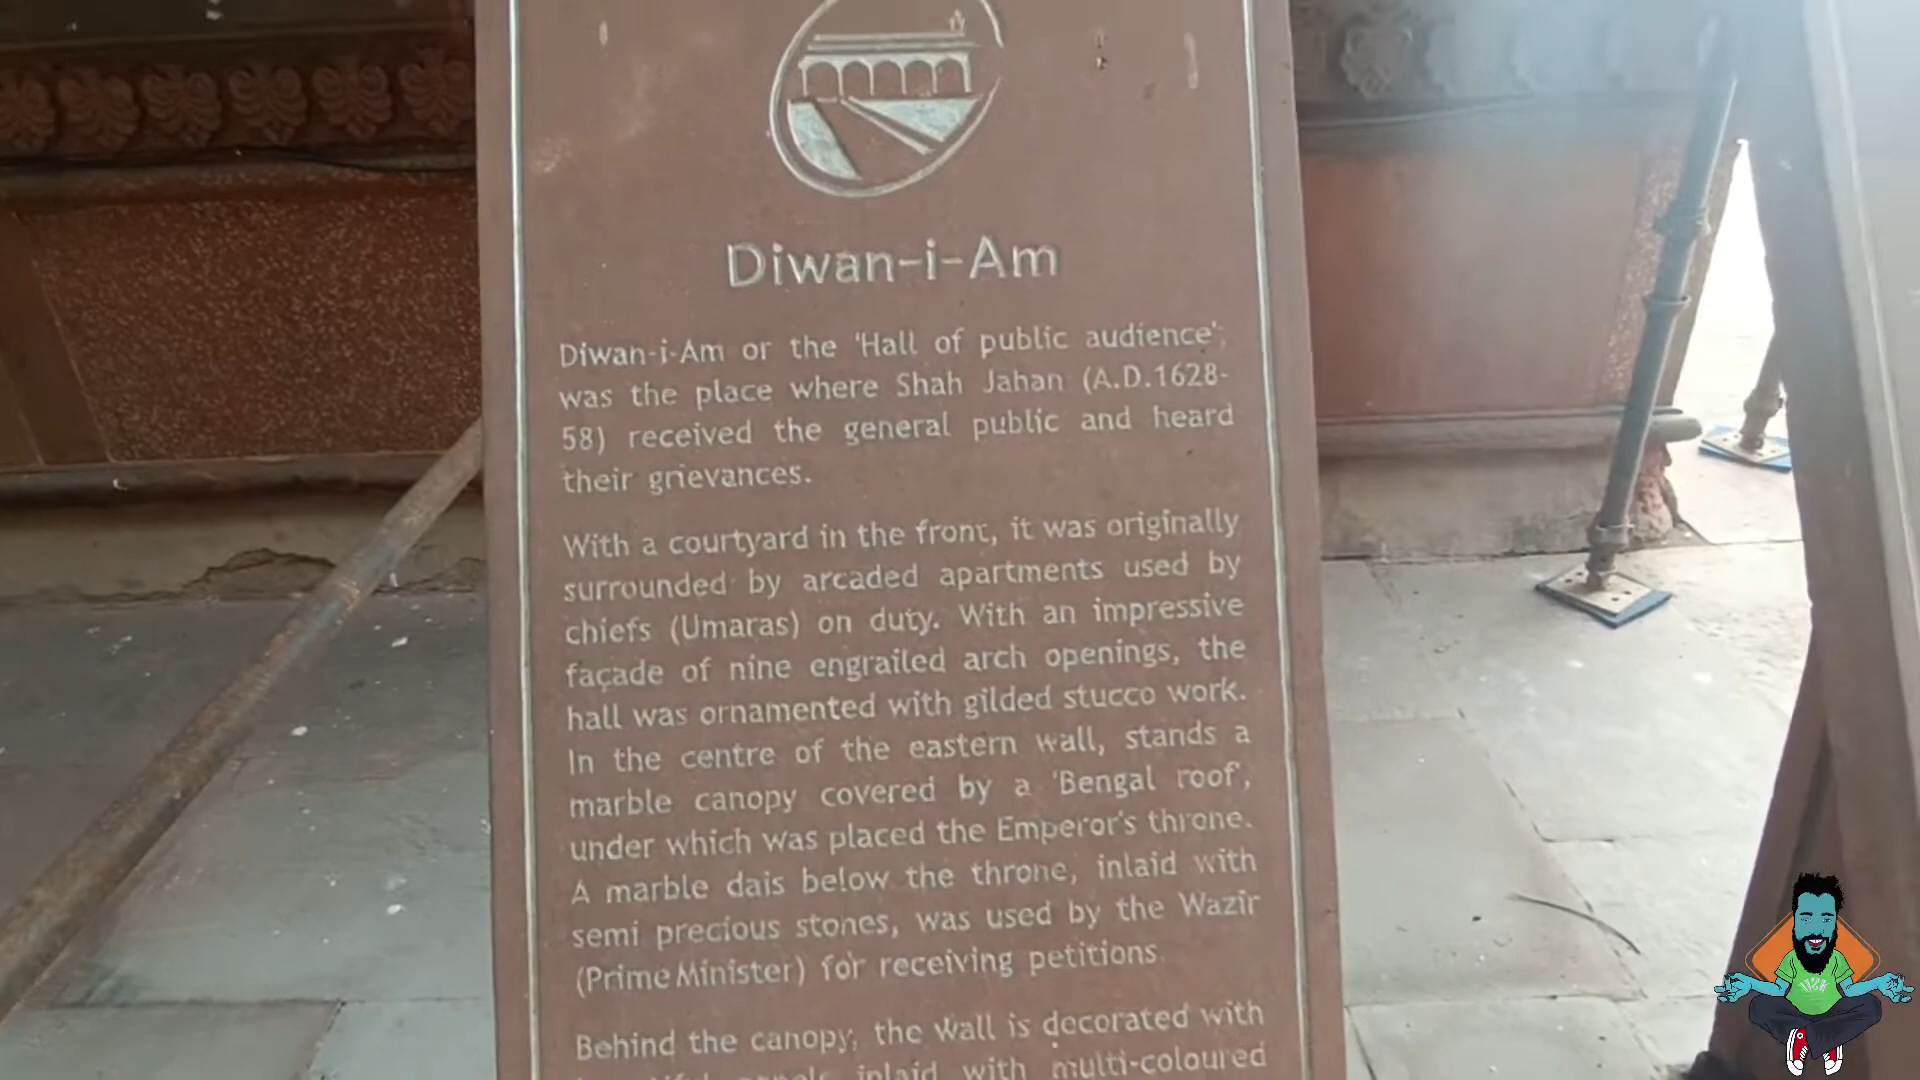 Diwan-i-Am
Diwan-i-Am or the 'Hall of public audience';
was the place where Shah Jahan (A.D.1628-
58) received the general public and heard
their grievances.
With a courtyard in the front, it was originally
surrounded by arcaded apartments used by
chiefs (Umaras) on duty. With an impressive
façade of nine engrailed arch openings, the
hall was ornamented with gilded stucco work.
In the centre of the eastern wall, stands a
marble canopy covered by a 'Bengal roof',
under which was placed the Emperor's throne.
A marble dais below the throne, inlaid with
semi precious stones, was used by the Wazir
(Prime Minister) for receiving petitions.
Behind the canopy, the wall is decorated with
inlaid with multi-coloured